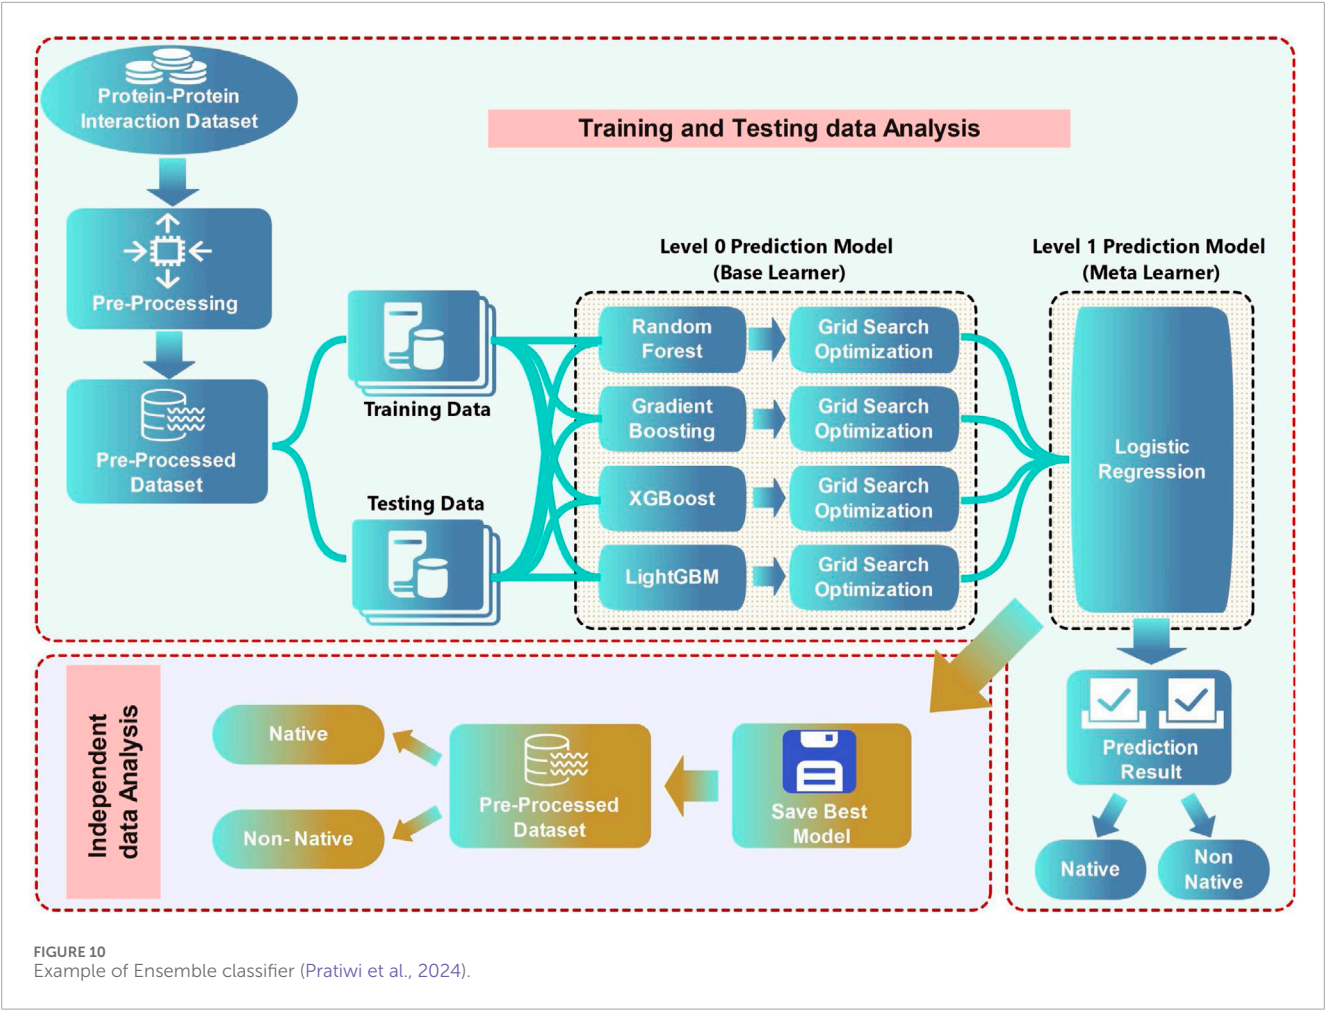 Protein-Protein
Interaction Dataset
Training and Testing data Analysis
Pre-Processing
Pre-Processed
Dataset
Training Data
Testing Data
Level 0 Prediction Model
(Base Learner)
Random
Forest
Grid Search
Optimization
Gradient
Boosting
Grid Search
Optimization
XGBoost
Grid Search
Optimization
LightGBM
Grid Search
Optimization
Level 1 Prediction Model
(Meta Learner)
Logistic
Regression
Prediction
Result
Native
Non
Native
Independent
data Analysis
Native
Non- Native
Pre-Processed
Dataset
Save Best
Model
FIGURE 10
Example of Ensemble classifier (Pratiwi et al., 2024).